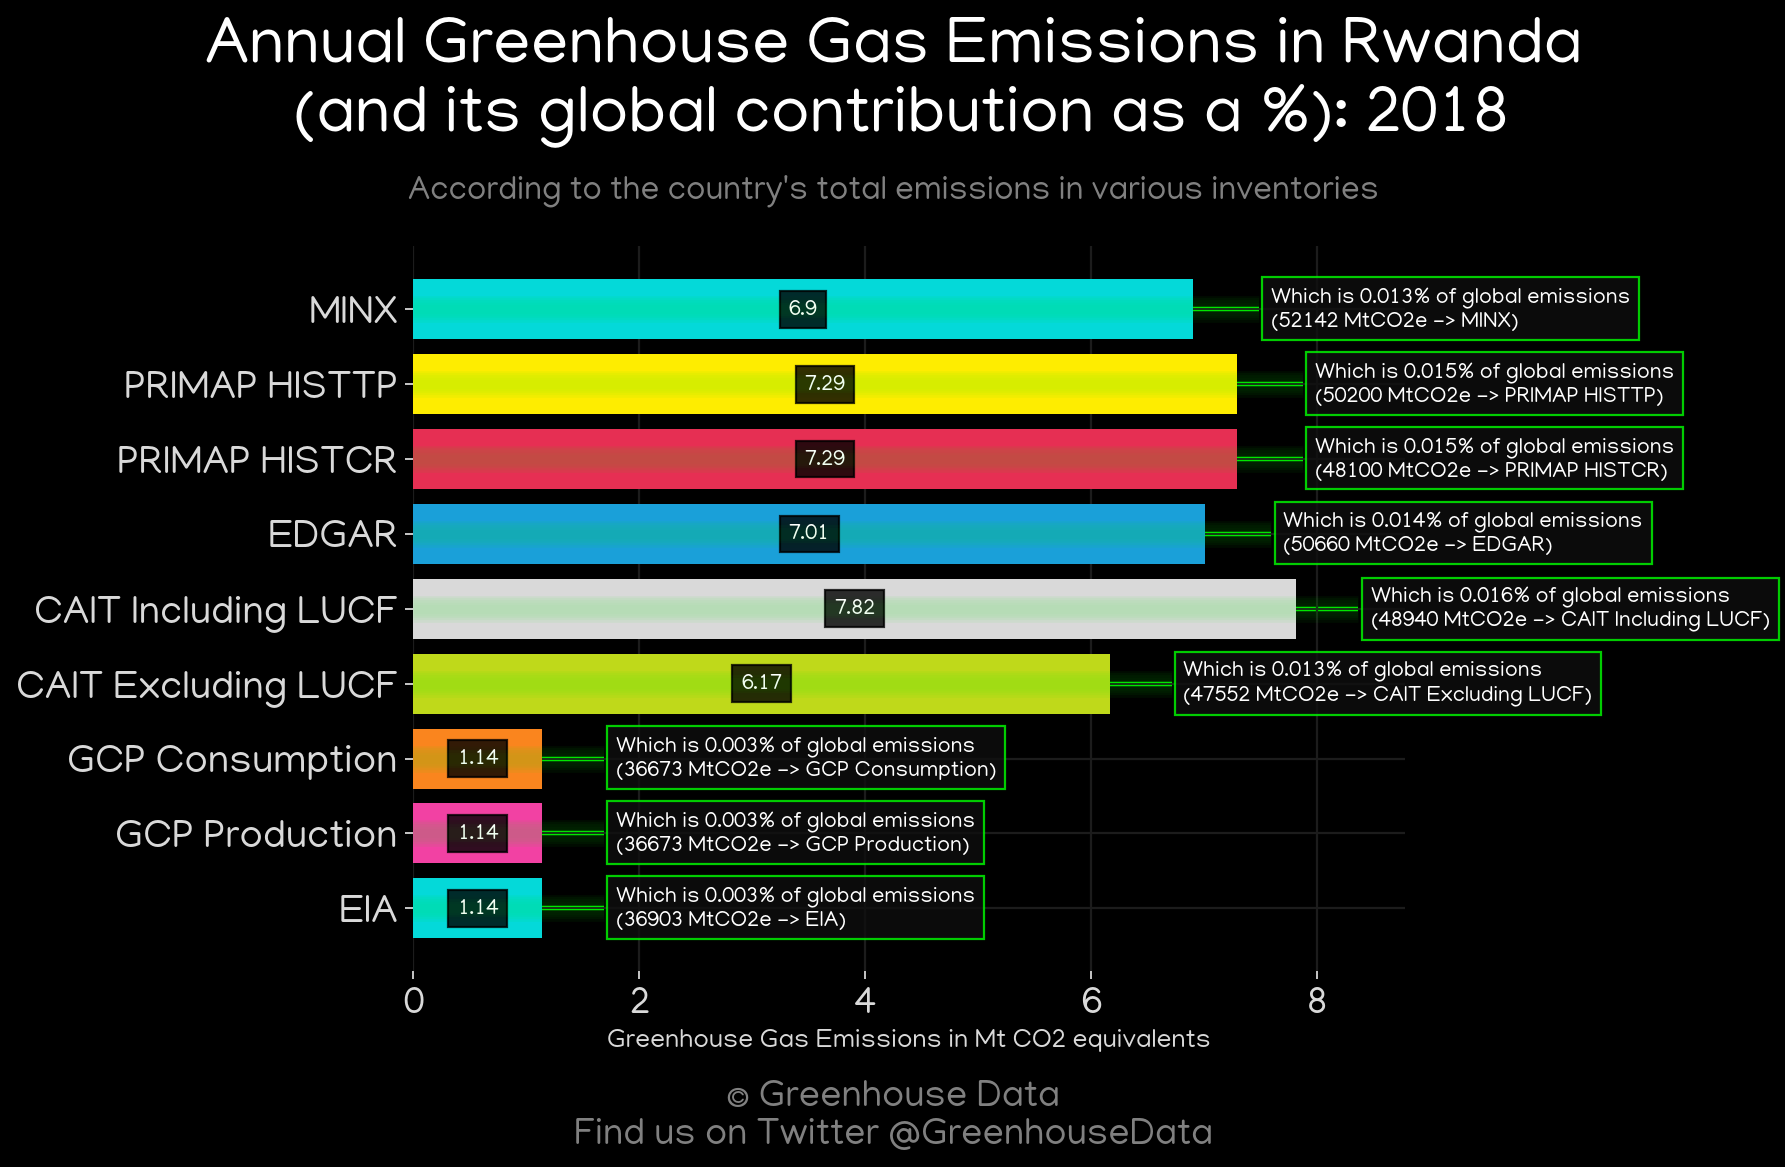 Annual Greenhouse Gas Emissions in Rwanda
(and its global contribution as a %): 2018
According to the country's total emissions in various inventories
MINX
6.9
Which is 0.013% of global emissions
(52142 MtCO2e -> MINX)
PRIMAP HISTTP
7.29
Which is 0.015% of global emissions
(50200 MtCO2e -> PRIMAP HISTTP)
PRIMAP HISTCR
7.29
Which is 0.015% of global emissions
(48100 MtCO2e -> PRIMAP HISTCR)
EDGAR
7.01
Which is 0.014% of global emissions
(50660 MtCO2e -> EDGAR)
CAIT Including LUCF
7.82
Which is 0.016% of global emissions
(48940 MtCO2e -> CAIT Including LUCF)
CAIT Excluding LUCF
6.17
Which is 0.013% of global emissions
(47552 MtCO2e -> CAIT Excluding LUCF)
GCP Consumption
1.14
Which is 0.003% of global emissions
(36673 MtCO2e -> GCP Consumption)
GCP Production
1.14
Which is 0.003% of global emissions
(36673 MtCO2e -> GCP Production)
EIA
1.14
Which is 0.003% of global emissions
(36903 MtCO2e -> EIA)
0 2 4 6 8
Greenhouse Gas Emissions in Mt CO2 equivalents
© Greenhouse Data
Find us on Twitter @GreenhouseData